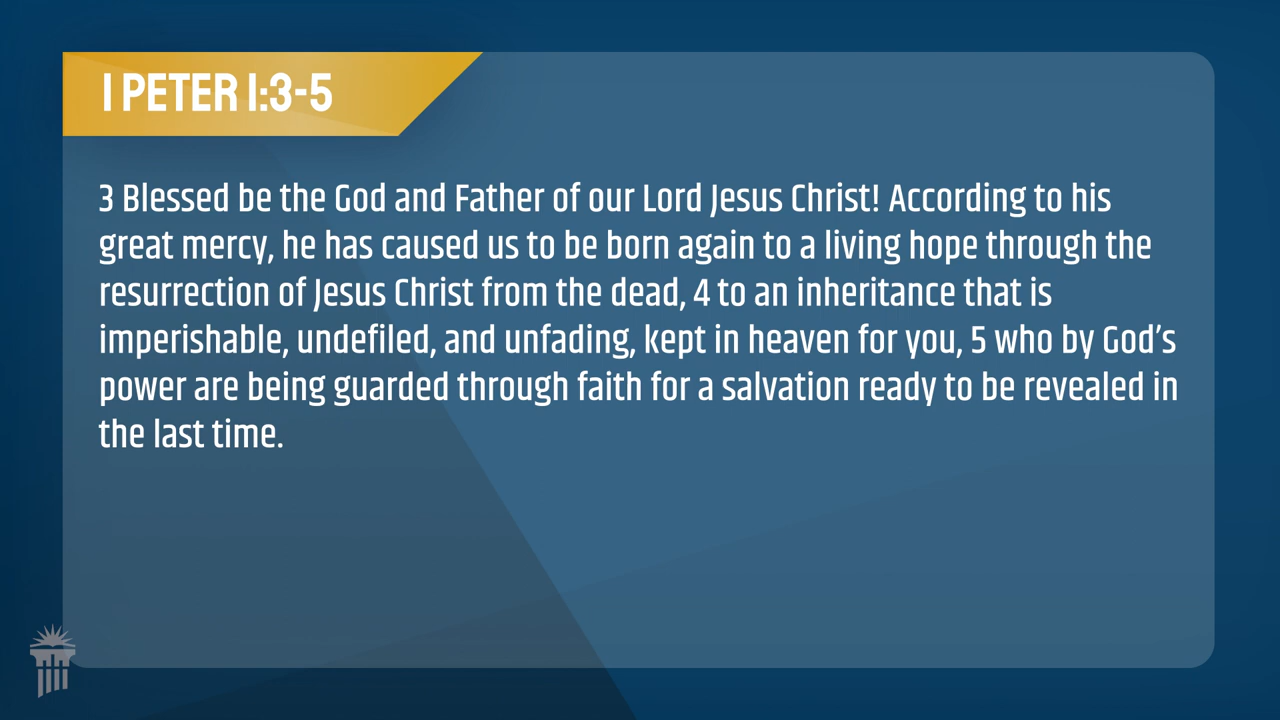 1 PETER 1:3-5
3 Blessed be the God and Father of our Lord Jesus Christ! According to his
great mercy, he has caused us to be born again to a living hope through the
resurrection of Jesus Christ from the dead, 4 to an inheritance that is
imperishable, undefiled, and unfading, kept in heaven for you, 5 who by God’s
power are being guarded through faith for a salvation ready to be revealed in
the last time.